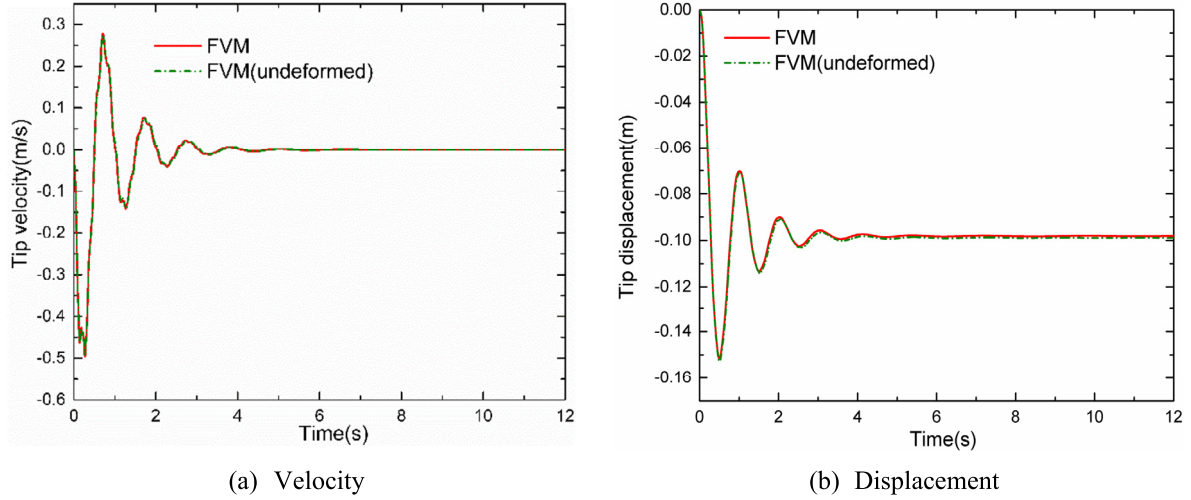 0.3
0.2
0.1
0.0
-0.1
-0.2
-0.3
-0.4
-0.5
-0.6
Tip velocity(m/s)
FVM
FVM(undeformed)
0 2 4 6 8 10 12
Time(s)
(a) Velocity
0.00
-0.02
-0.04
-0.06
-0.08
-0.10
-0.12
-0.14
-0.16
Tip displacement(m)
FVM
FVM(undeformed)
0 2 4 6 8 10 12
Time(s)
(b) Displacement